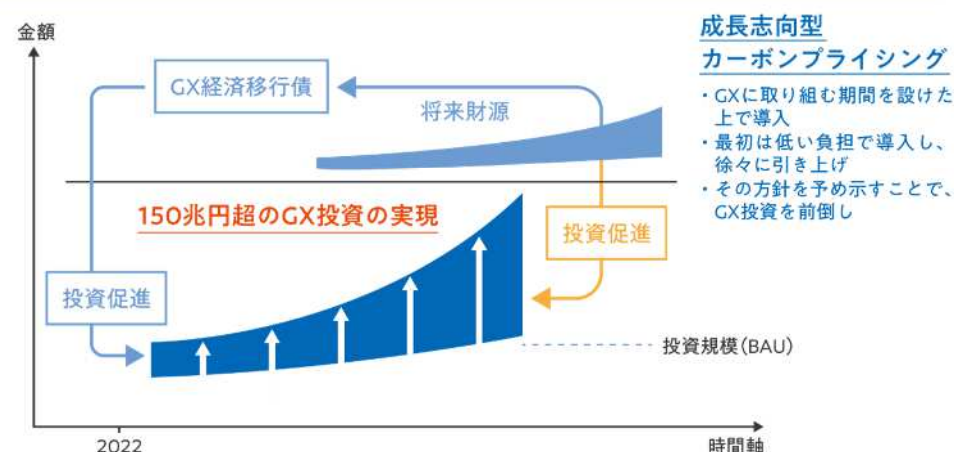 金額
成長志向型
カーボンプライシング
・GXに取り組む期間を設けた
上で導入
・最初は低い負担で導入し、
徐々に引き上げ
・その方針を予め示すことで、
GX投資を前倒し
GX経済移行債
将来財源
150兆円超のGX投資の実現
投資促進
投資促進
投資規模(BAU)
2022
時間軸